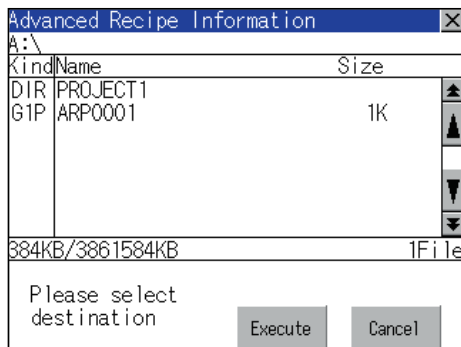 Advanced Recipe Information
A:\
Kind Name Size
DIR PROJECT1
G1P ARP0001 1K
384KB/3861584KB 1File
Please select
destination
Execute Cancel